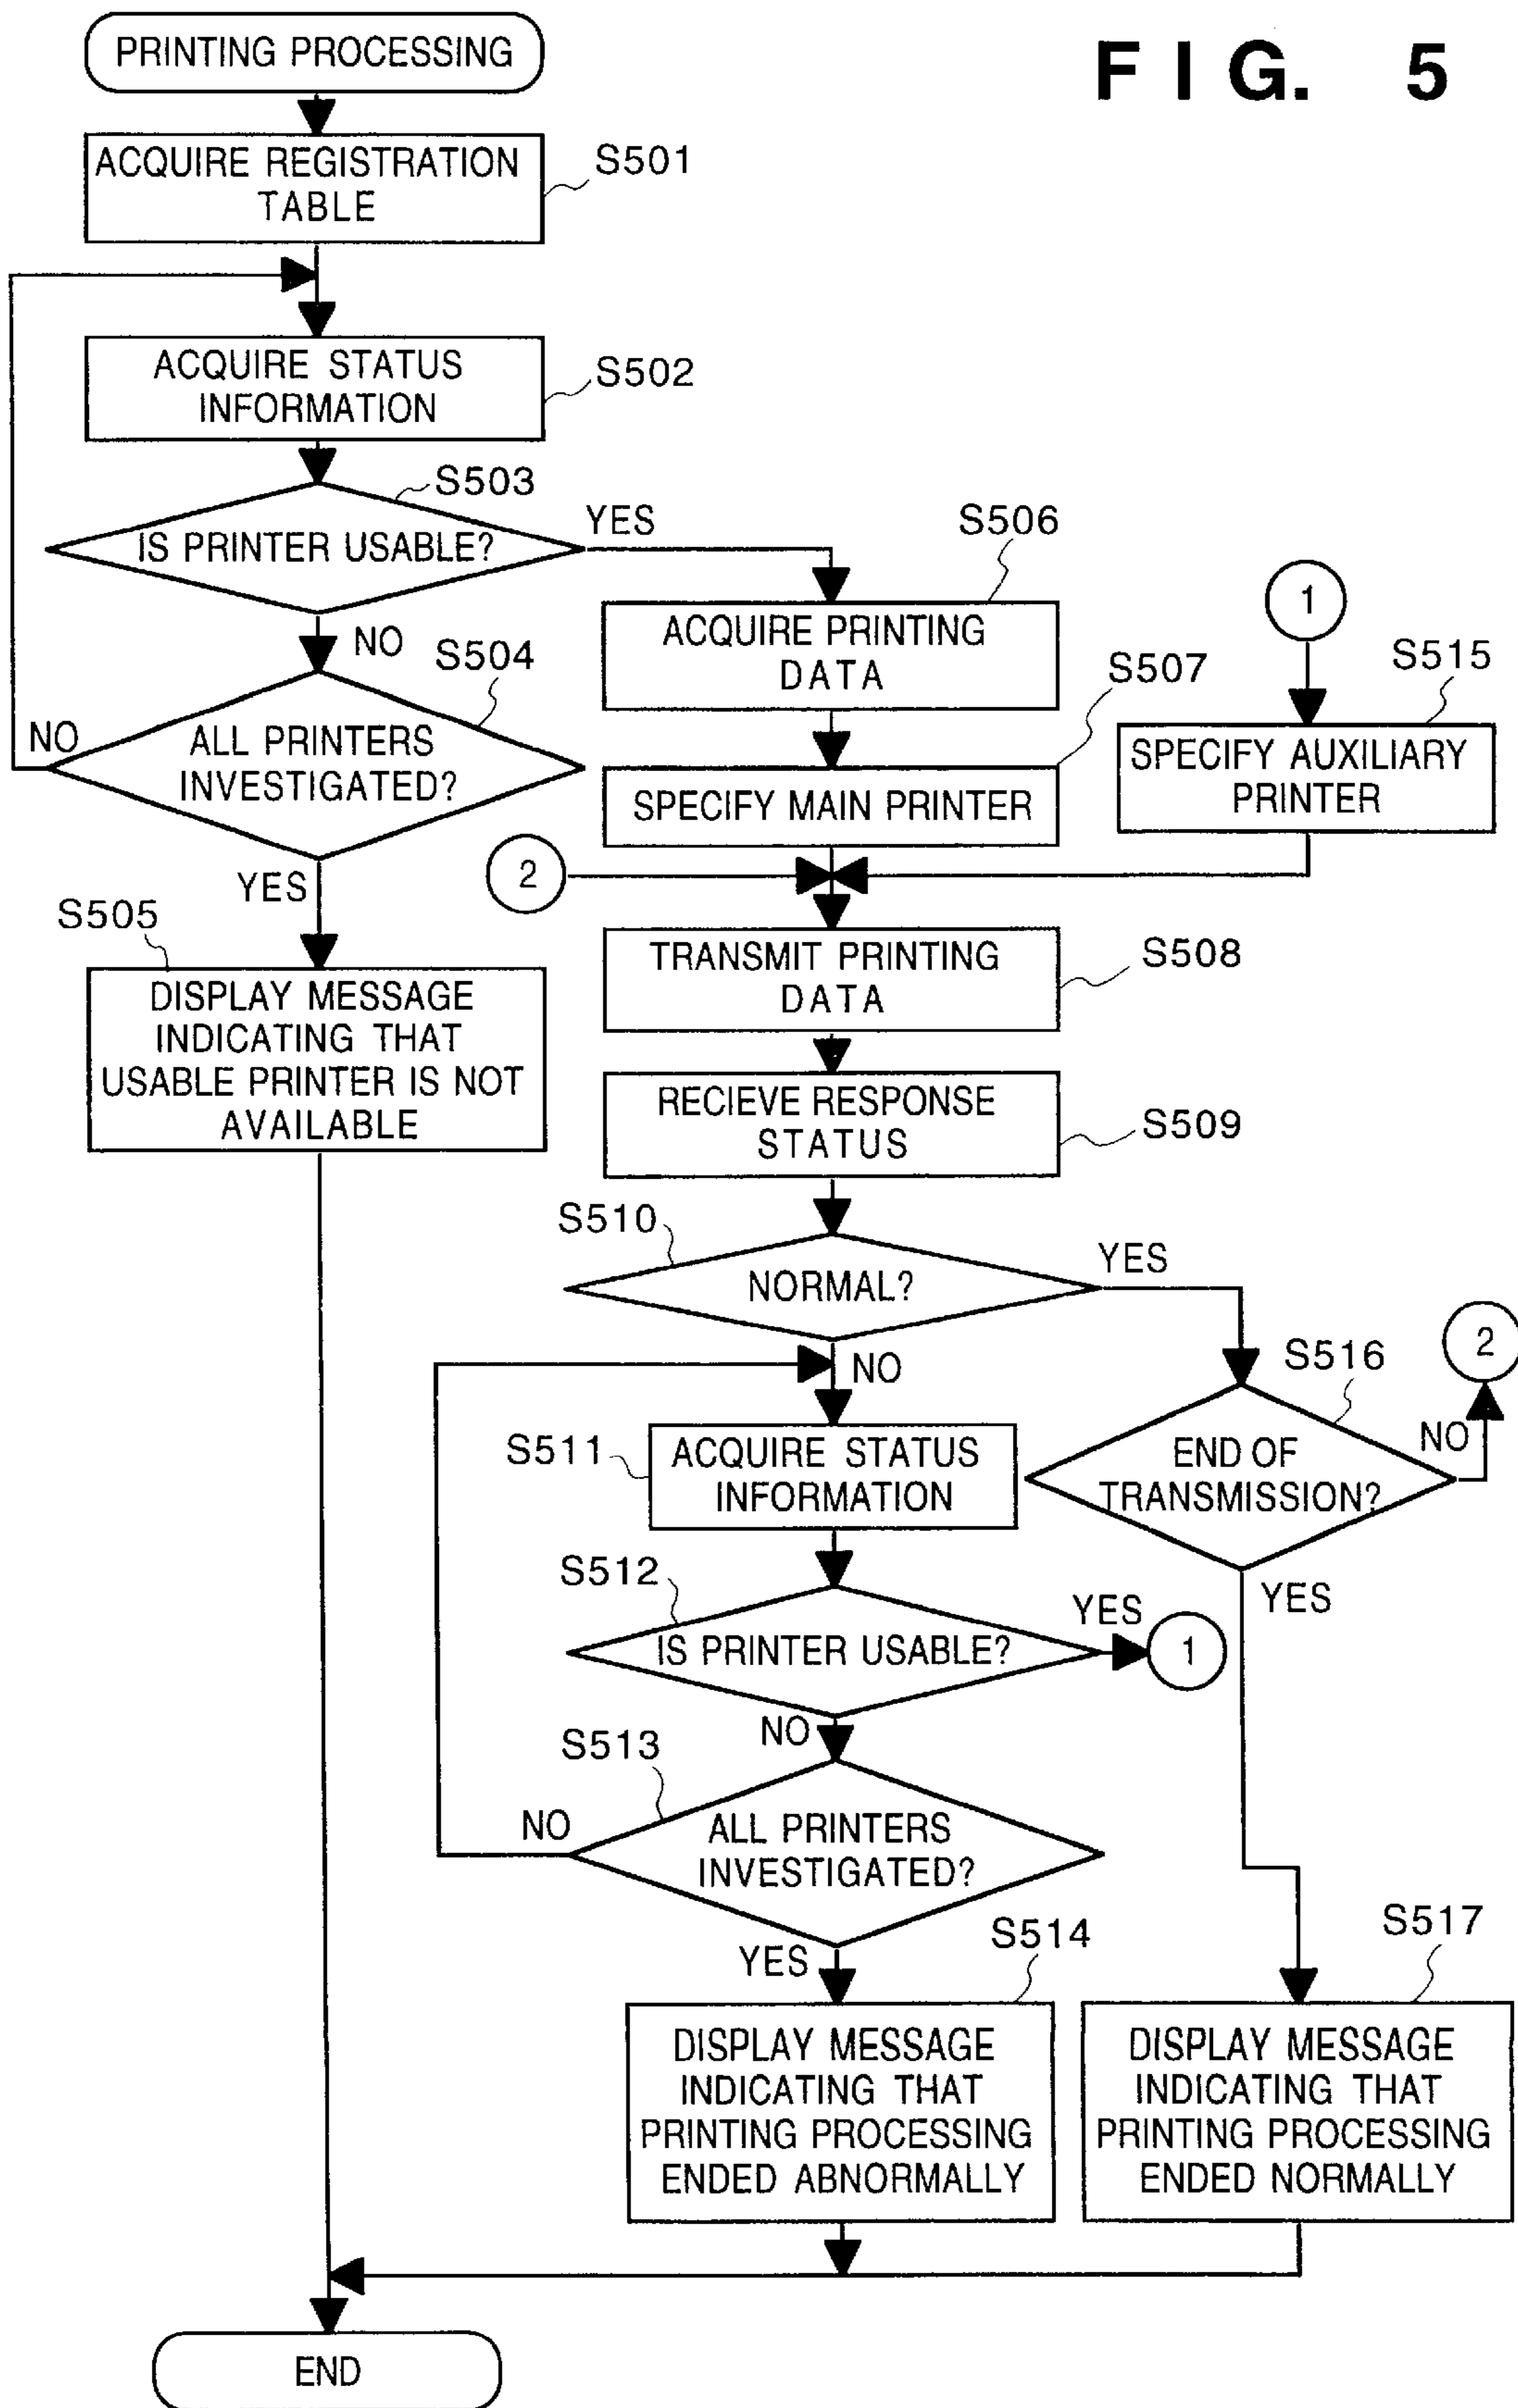 FIG. 5
PRINTING PROCESSING
ACQUIRE REGISTRATION
TABLE
S501
ACQUIRE STATUS
INFORMATION
S502
S503
IS PRINTER USABLE?
YES
NO
S504
ALL PRINTERS
INVESTIGATED?
NO
YES
S505
DISPLAY MESSAGE
INDICATING THAT
USABLE PRINTER IS NOT
AVAILABLE
S506
ACQUIRE PRINTING
DATA
S507
SPECIFY MAIN PRINTER
1
S515
SPECIFY AUXILIARY
PRINTER
2
TRANSMIT PRINTING
DATA
S508
RECIEVE RESPONSE
STATUS
S509
S510
NORMAL?
YES
NO
S511
ACQUIRE STATUS
INFORMATION
S516
END OF
TRANSMISSION?
NO
2
YES
S512
IS PRINTER USABLE?
YES
1
NO
S513
ALL PRINTERS
INVESTIGATED?
NO
YES
S514
DISPLAY MESSAGE
INDICATING THAT
PRINTING PROCESSING
ENDED ABNORMALLY
S517
DISPLAY MESSAGE
INDICATING THAT
PRINTING PROCESSING
ENDED NORMALLY
END